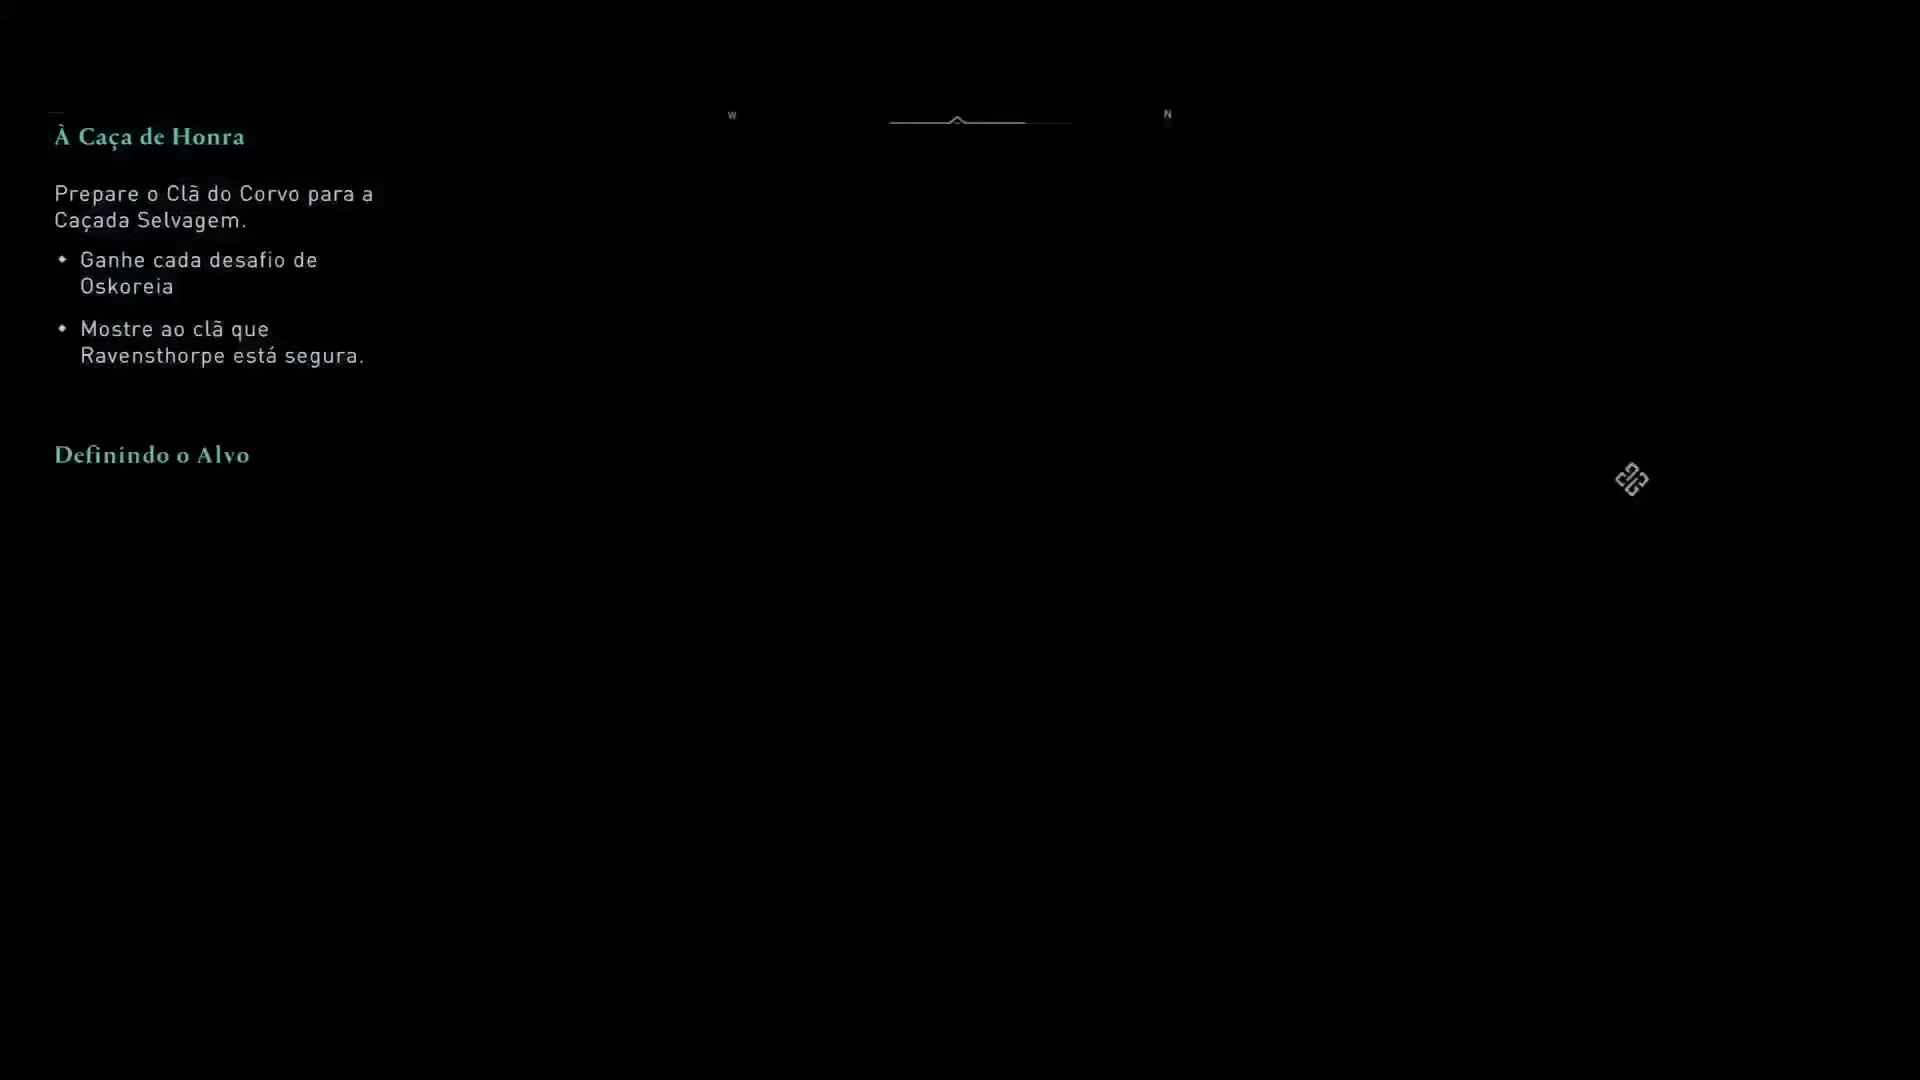 W N
À Caça de Honra
Prepare o Clã do Corvo para a
Caçada Selvagem.
Ganhe cada desafio de
Oskoreia
Mostre ao clã que
Ravensthorpe está segura.
Definindo o Alvo